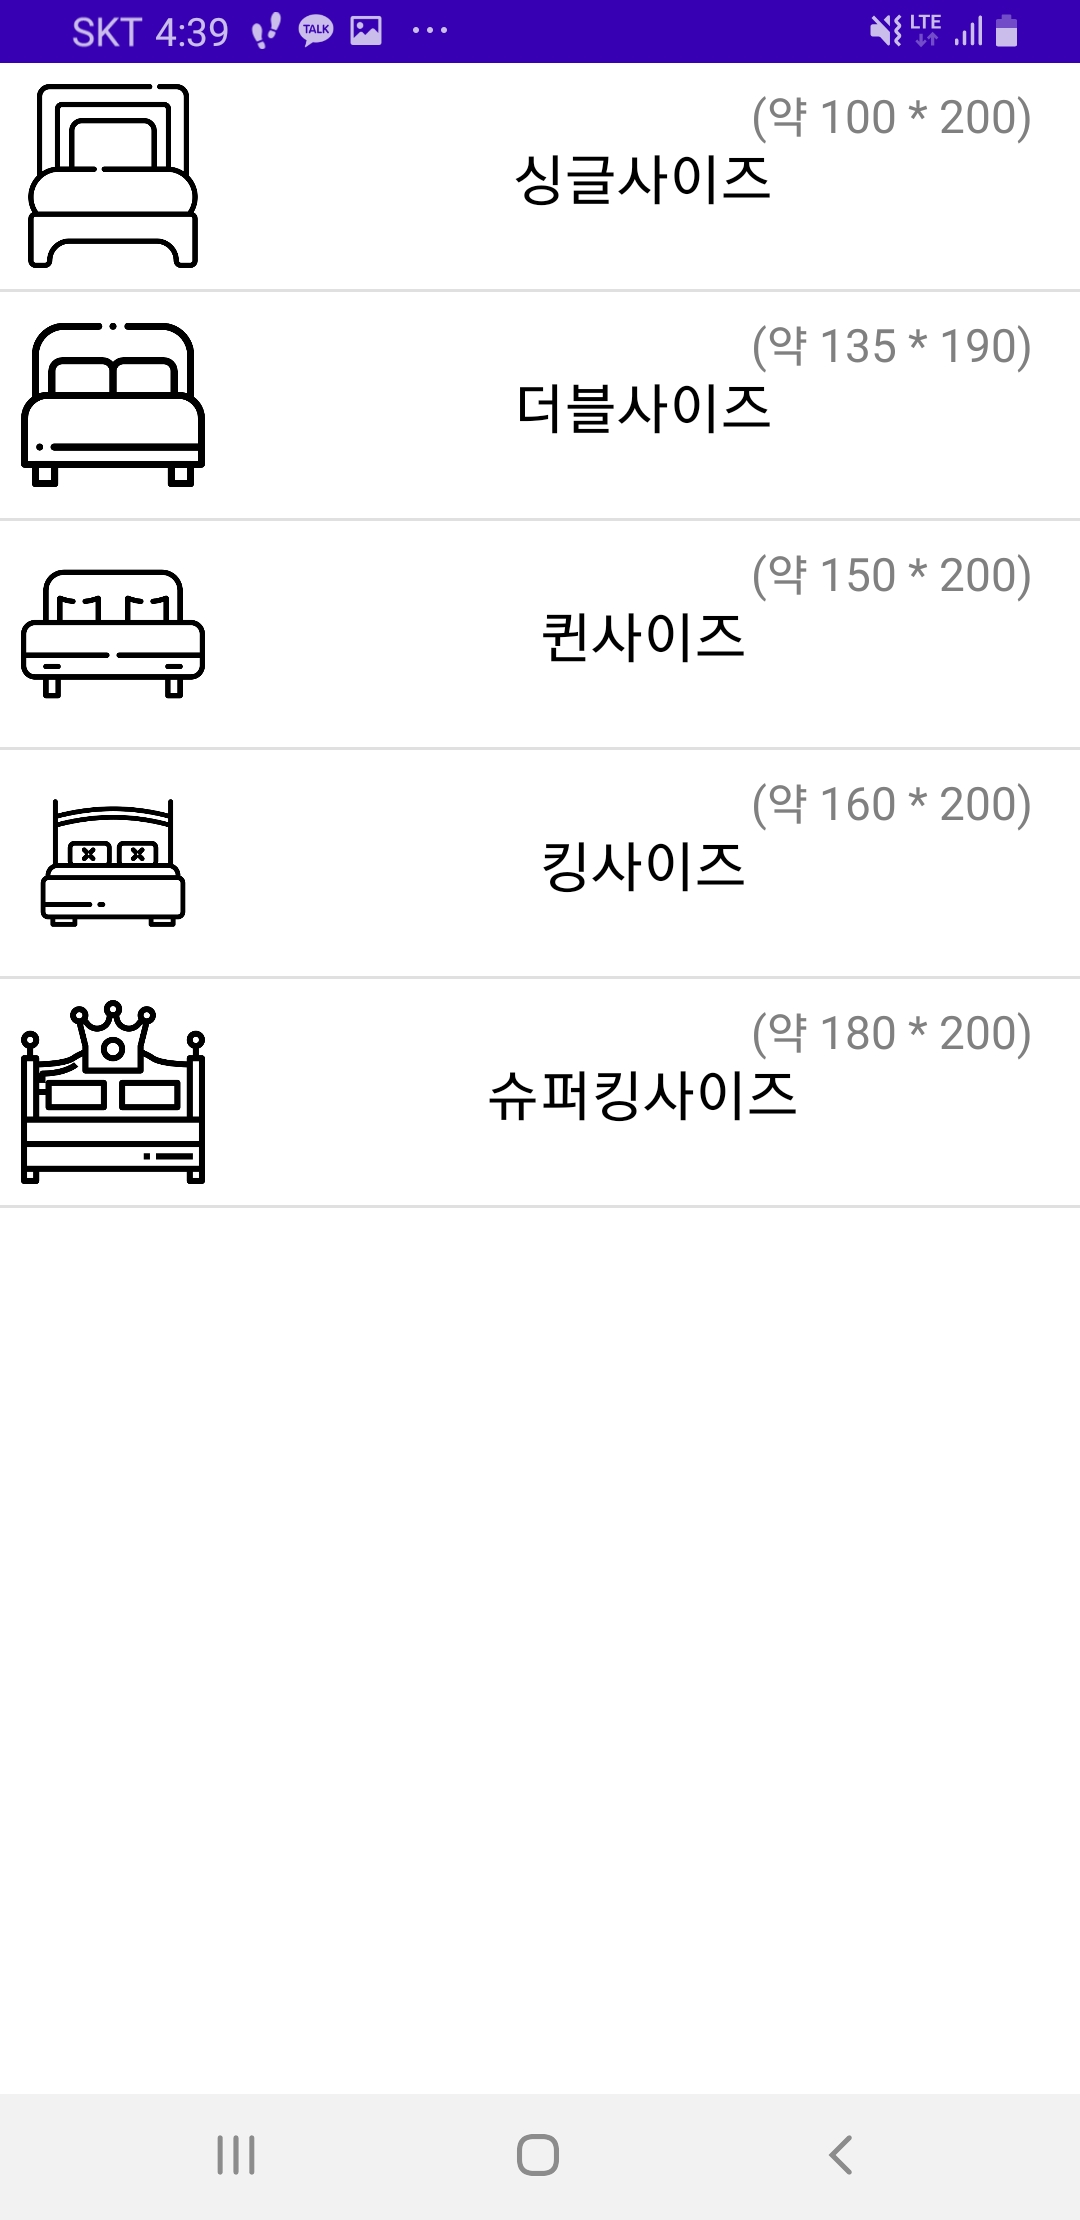 SKT 4:39 TALK LTE
(약 100 * 200)
싱글사이즈
(약 135 * 190)
더블사이즈
(약 150 * 200)
퀸사이즈
(약 160 * 200)
킹사이즈
(약 180 * 200)
슈퍼킹사이즈